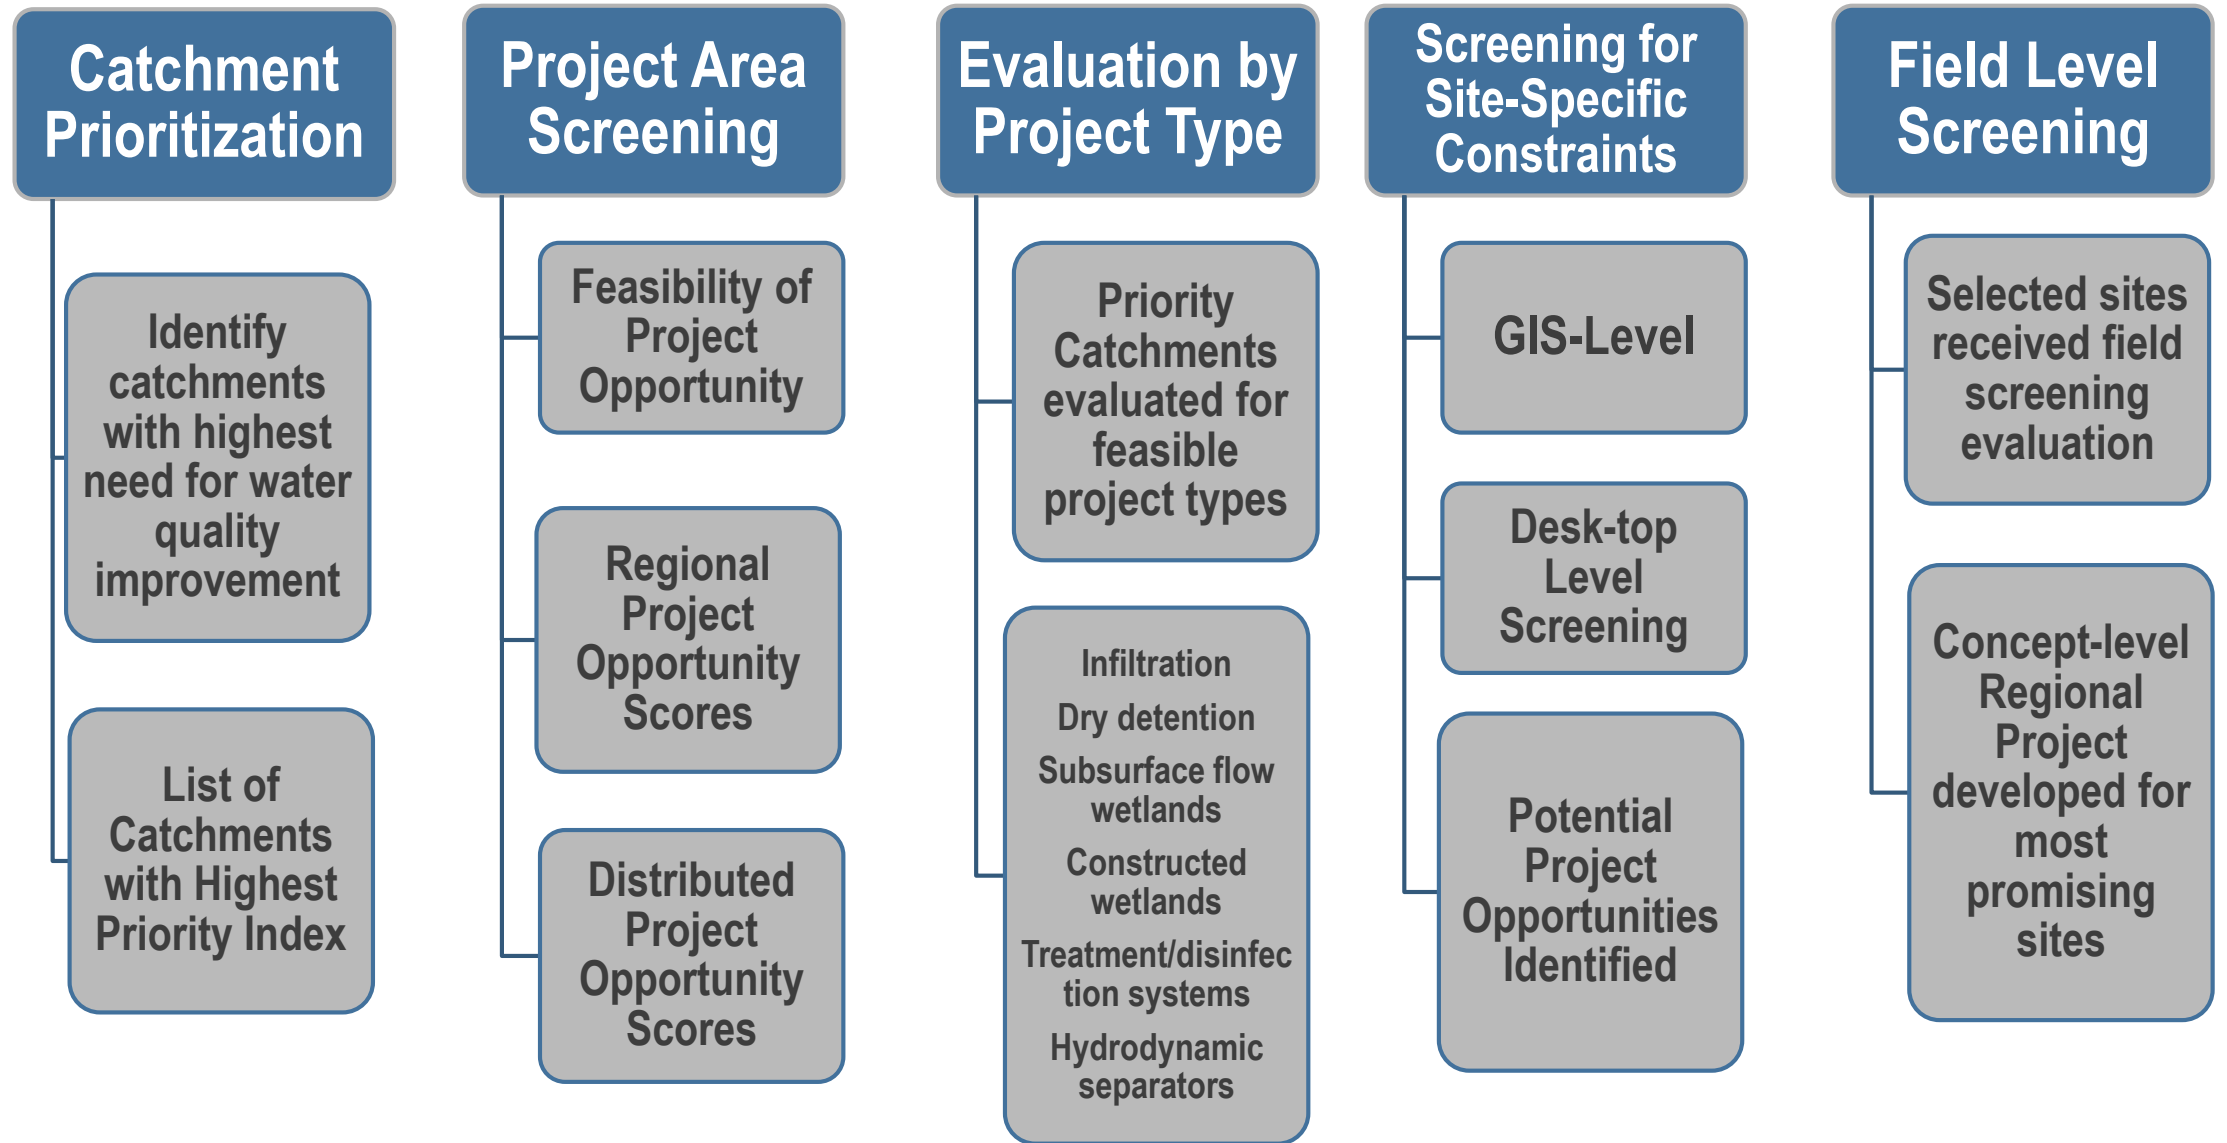 Catchment
Prioritization
Identify
catchments
with highest
need for water
quality
improvement
List of
Catchments
with Highest
Priority Index
Project Area
Screening
Feasibility of
Project
Opportunity
Regional
Project
Opportunity
Scores
Distributed
Project
Opportunity
Scores
Evaluation by
Project Type
Priority
Catchments
evaluated for
feasible
project types
Infiltration
Dry detention
Subsurface flow
wetlands
Constructed
wetlands
Treatment/disinfec
tion systems
Hydrodynamic
separators
Screening for
Site-Specific
Constraints
GIS-Level
Desk-top
Level
Screening
Potential
Project
Opportunities
Identified
Field Level
Screening
Selected sites
received field
screening
evaluation
Concept-level
Regional
Project
developed for
most
promising
sites